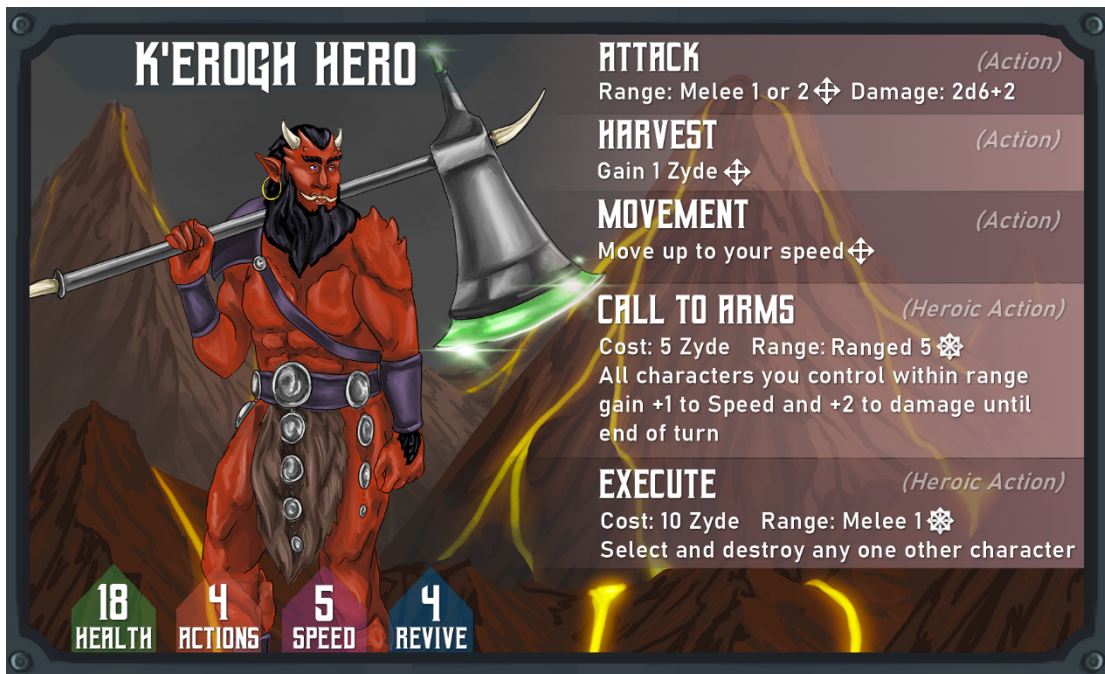 K'EROGH HERO
ATTACK (Action)
Range: Melee 1 or 2 Damage: 2d6+2
HARVEST (Action)
Gain 1 Zyde
MOVEMENT (Action)
Move up to your speed
CALL TO ARMS (Heroic Action)
Cost: 5 Zyde Range: Ranged 5
All characters you control within range
gain +1 to Speed and +2 to damage until
end of turn
EXECUTE (Heroic Action)
Cost: 10 Zyde Range: Melee 1
Select and destroy any one other character
18 4 5 4
HEALTH ACTIONS SPEED REVIVE